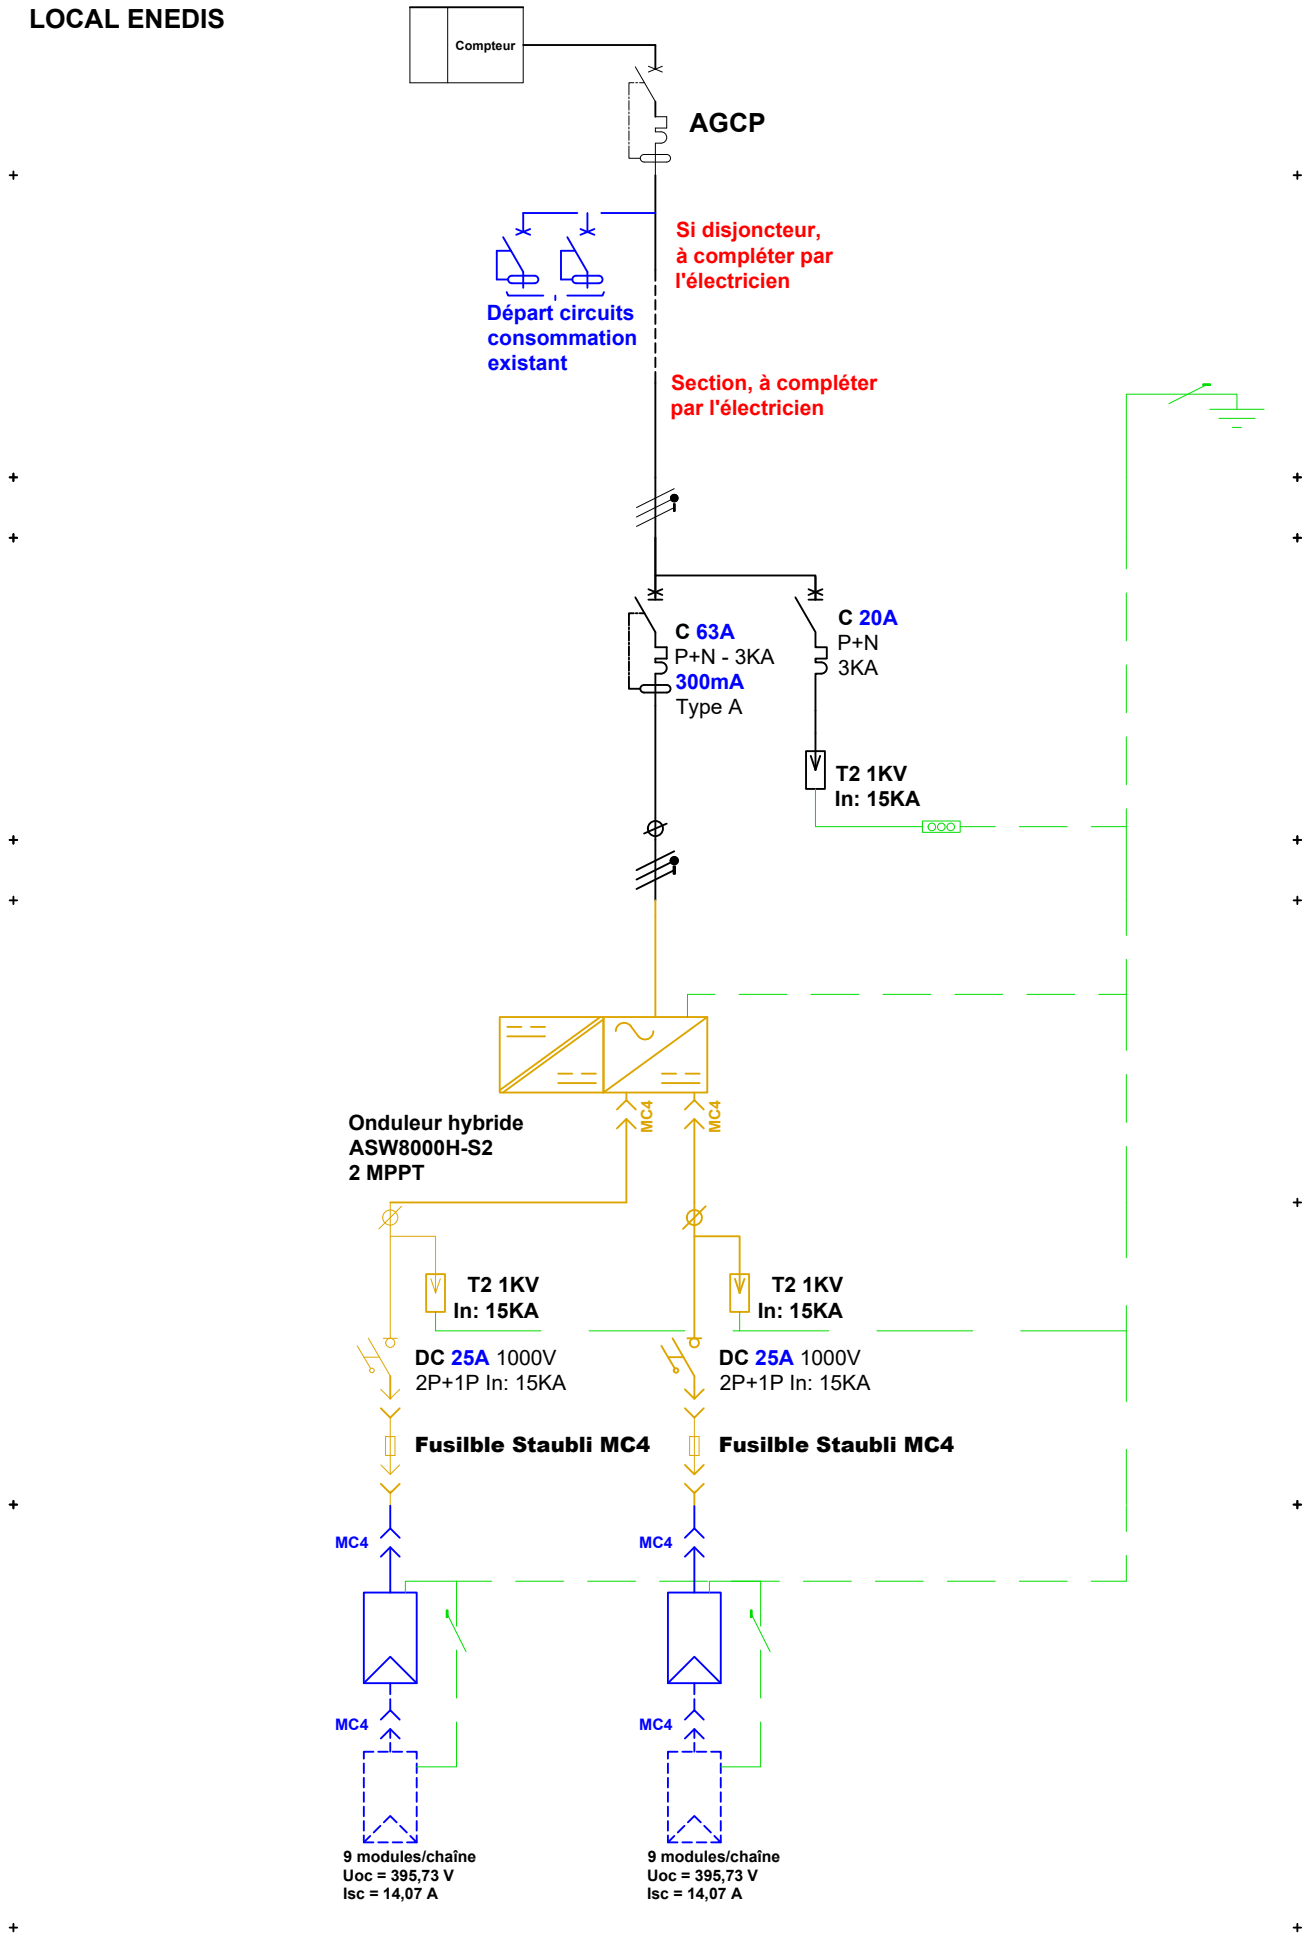 LOCAL ENEDIS
Compteur
AGCP
Si disjoncteur,
à compléter par
l'électricien
Départ circuits
consommation
existant
Section, à compléter
par l'électricien
C 63A
P+N - 3KA
300mA
Type A
C 20A
P+N
3KA
T2 1KV
In: 15KA
MC4
MC4
Onduleur hybride
ASW8000H-S2
2 MPPT
T2 1KV
In: 15KA
T2 1KV
In: 15KA
DC 25A 1000V
2P+1P In: 15KA
DC 25A 1000V
2P+1P In: 15KA
Fusilble Staubli MC4
Fusilble Staubli MC4
MC4
MC4
MC4
MC4
9 modules/chaîne
Uoc = 395,73 V
Isc = 14,07 A
9 modules/chaîne
Uoc = 395,73 V
Isc = 14,07 A